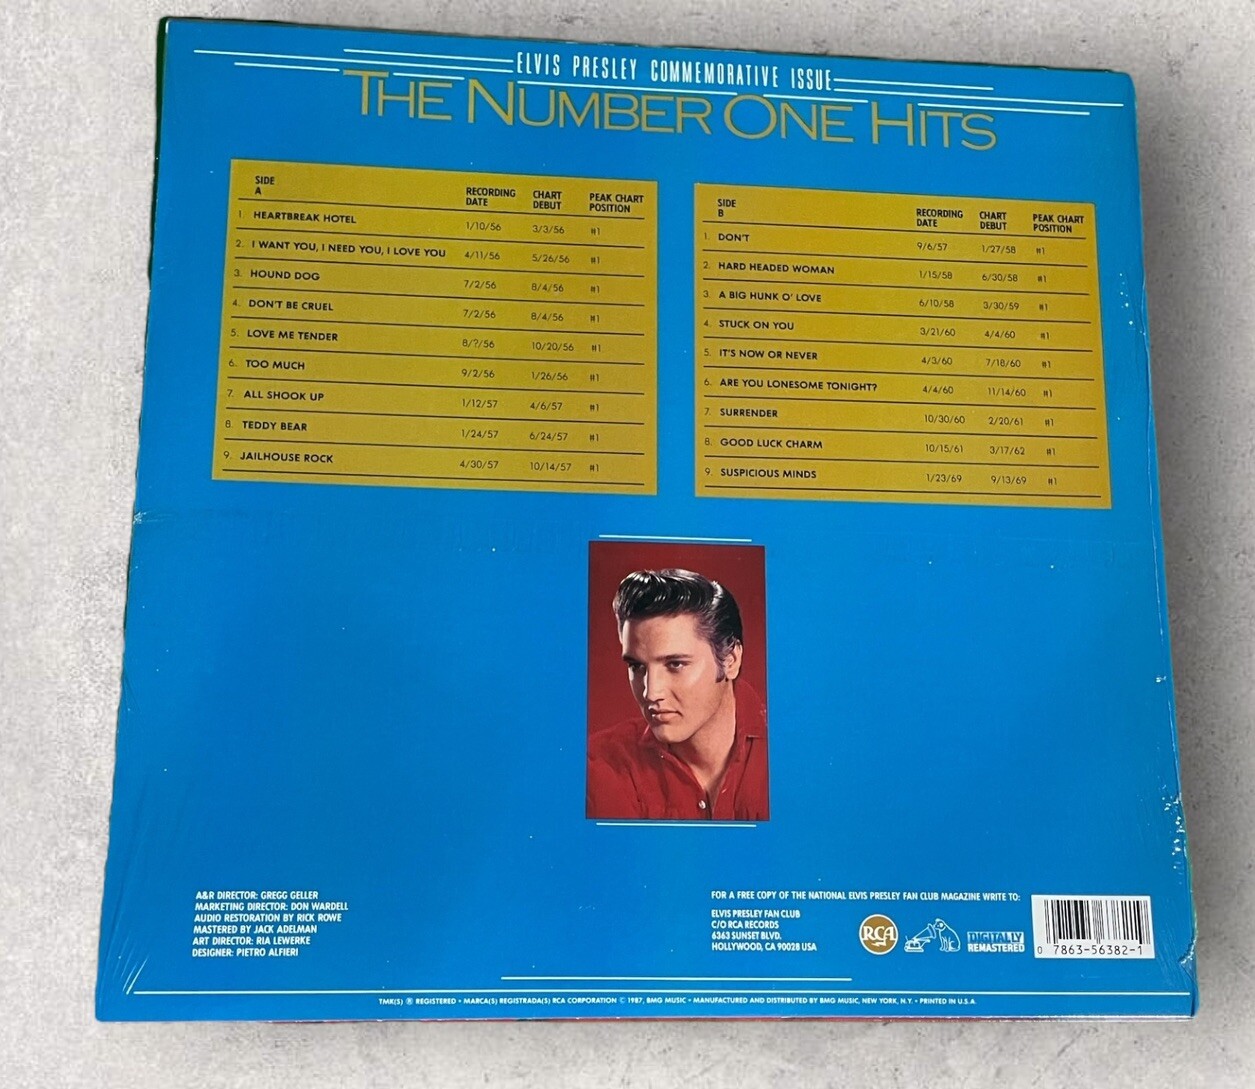 ELVIS PRESLEY COMMEMORATIVE ISSUE
THE NUMBER ONE HITS
SIDE A RECORDING DATE CHART DEBUT PEAK CHART POSITION
1. HEARTBREAK HOTEL 1/10/56 3/3/56 #1
2. I WANT YOU, I NEED YOU, I LOVE YOU 4/11/56 5/26/56 #1
3. HOUND DOG 7/2/56 8/4/56 #1
4. DON'T BE CRUEL 7/2/56 8/4/56 #1
5. LOVE ME TENDER 8/?/56 10/20/56 #1
6. TOO MUCH 9/2/56 1/26/56 #1
7. ALL SHOOK UP 1/12/57 4/6/57 #1
8. TEDDY BEAR 1/24/57 6/24/57 #1
9. JAILHOUSE ROCK 4/30/57 10/14/57 #1
SIDE B RECORDING DATE CHART DEBUT PEAK CHART POSITION
1. DON'T 9/6/57 1/27/58 #1
2. HARD HEADED WOMAN 1/15/58 6/30/58 #1
3. A BIG HUNK O' LOVE 6/10/58 3/30/59 #1
4. STUCK ON YOU 3/21/60 4/4/60 #1
5. IT'S NOW OR NEVER 4/3/60 7/18/60 #1
6. ARE YOU LONESOME TONIGHT? 4/4/60 11/14/60 #1
7. SURRENDER 10/30/60 2/20/61 #1
8. GOOD LUCK CHARM 10/15/61 3/17/62 #1
9. SUSPICIOUS MINDS 1/23/69 9/13/69 #1
A&R DIRECTOR: GREGG GELLER
MARKETING DIRECTOR: DON WARDELL
AUDIO RESTORATION BY RICK ROWE
MASTERED BY JACK ADELMAN
ART DIRECTOR: RIA LEWERKE
DESIGNER: PIETRO ALFIERI
FOR A FREE COPY OF THE NATIONAL ELVIS PRESLEY FAN CLUB MAGAZINE WRITE TO:
ELVIS PRESLEY FAN CLUB
C/O RCA RECORDS
6363 SUNSET BLVD.
HOLLYWOOD, CA 90028 USA
RCA
DIGITALLY
REMASTERED
0 7863-56382-1
TMK(S) ® REGISTERED • MARCA(S) REGISTRADA(S) RCA CORPORATION © 1987, BMG MUSIC • MANUFACTURED AND DISTRIBUTED BY BMG MUSIC, NEW YORK, N.Y. • PRINTED IN U.S.A.